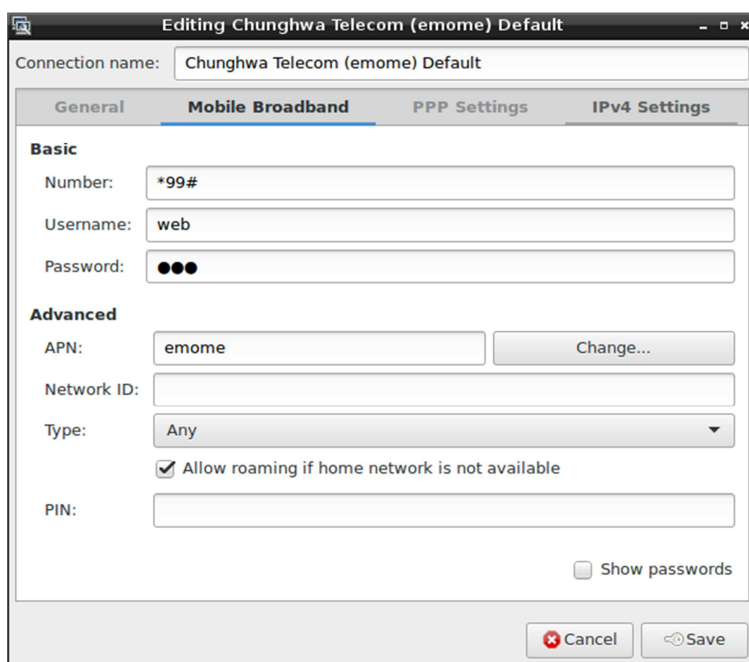 Editing Chunghwa Telecom (emome) Default
Connection name: Chunghwa Telecom (emome) Default
General Mobile Broadband PPP Settings IPv4 Settings
Basic
Number: *99#
Username: web
Password: ●●●
Advanced
APN: emome Change...
Network ID:
Type: Any
Allow roaming if home network is not available
PIN:
Show passwords
Cancel Save